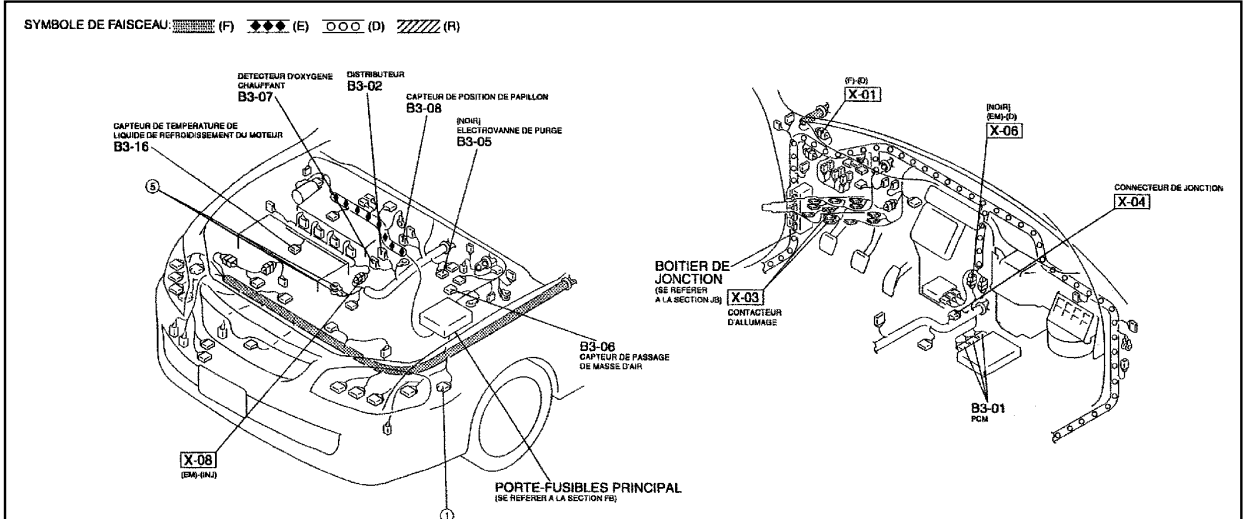 SYMBOLE DE FAISCEAU: (F) (E) (D) (R)
DETECTEUR D'OXYGENE
CHAUFFANT
B3-07
DISTRIBUTEUR
B3-02
CAPTEUR DE POSITION DE PAPILLON
B3-08
[NOIR]
ELECTROVANNE DE PURGE
B3-05
CAPTEUR DE TEMPERATURE DE
LIQUIDE DE REFROIDISSEMENT DU MOTEUR
B3-16
5
B3-06
CAPTEUR DE PASSAGE
DE MASSE D'AIR
X-08
(EM)-(INJ)
PORTE-FUSIBLES PRINCIPAL
(SE REFERER A LA SECTION FB)
1
(F)-(D)
X-01
[NOIR]
(EM)-(D)
X-06
CONNECTEUR DE JONCTION
X-04
BOITIER DE
JONCTION
(SE REFERER
A LA SECTION JB)
X-03
CONTACTEUR
D'ALLUMAGE
B3-01
PCM